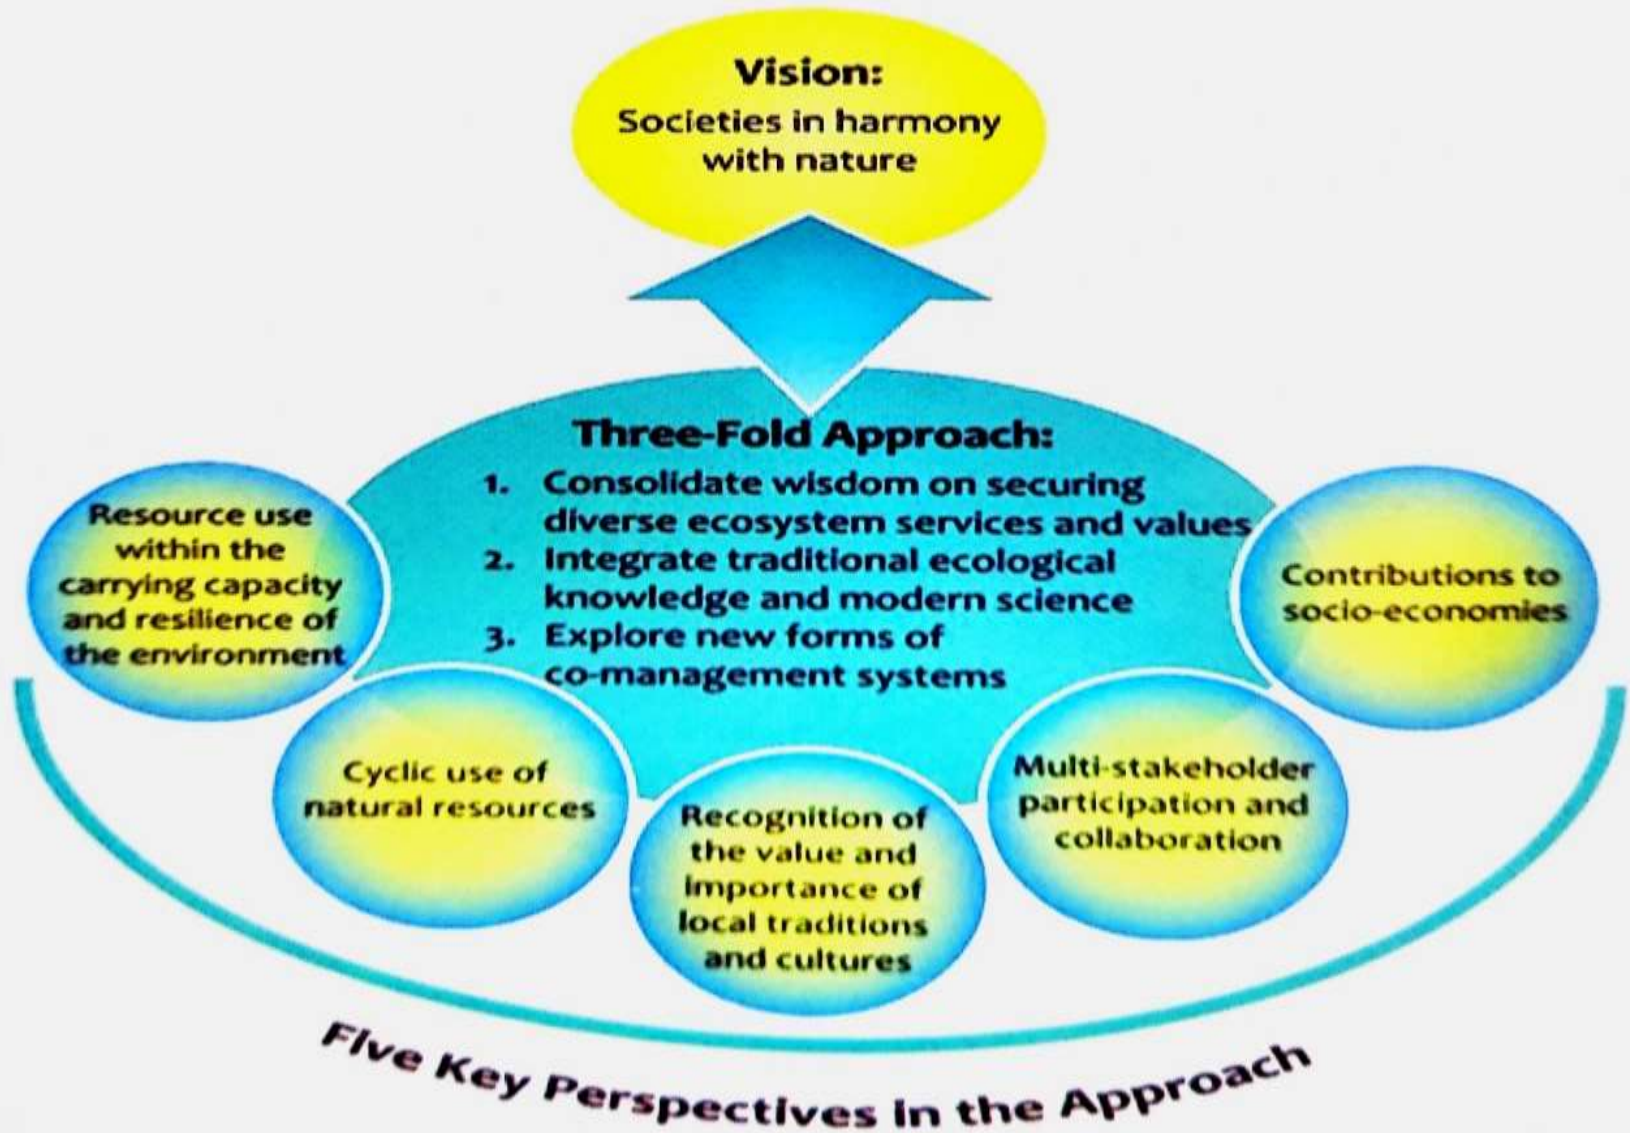 Vision:
Societies in harmony
with nature
Three-Fold Approach:
1. Consolidate wisdom on securing
diverse ecosystem services and values
2. Integrate traditional ecological
knowledge and modern science
3. Explore new forms of
co-management systems
Resource use
within the
carrying capacity
and resilience of
the environment
Cyclic use of
natural resources
Recognition of
the value and
importance of
local traditions
and cultures
Multi-stakeholder
participation and
collaboration
Contributions to
socio-economies
Five Key Perspectives in the Approach